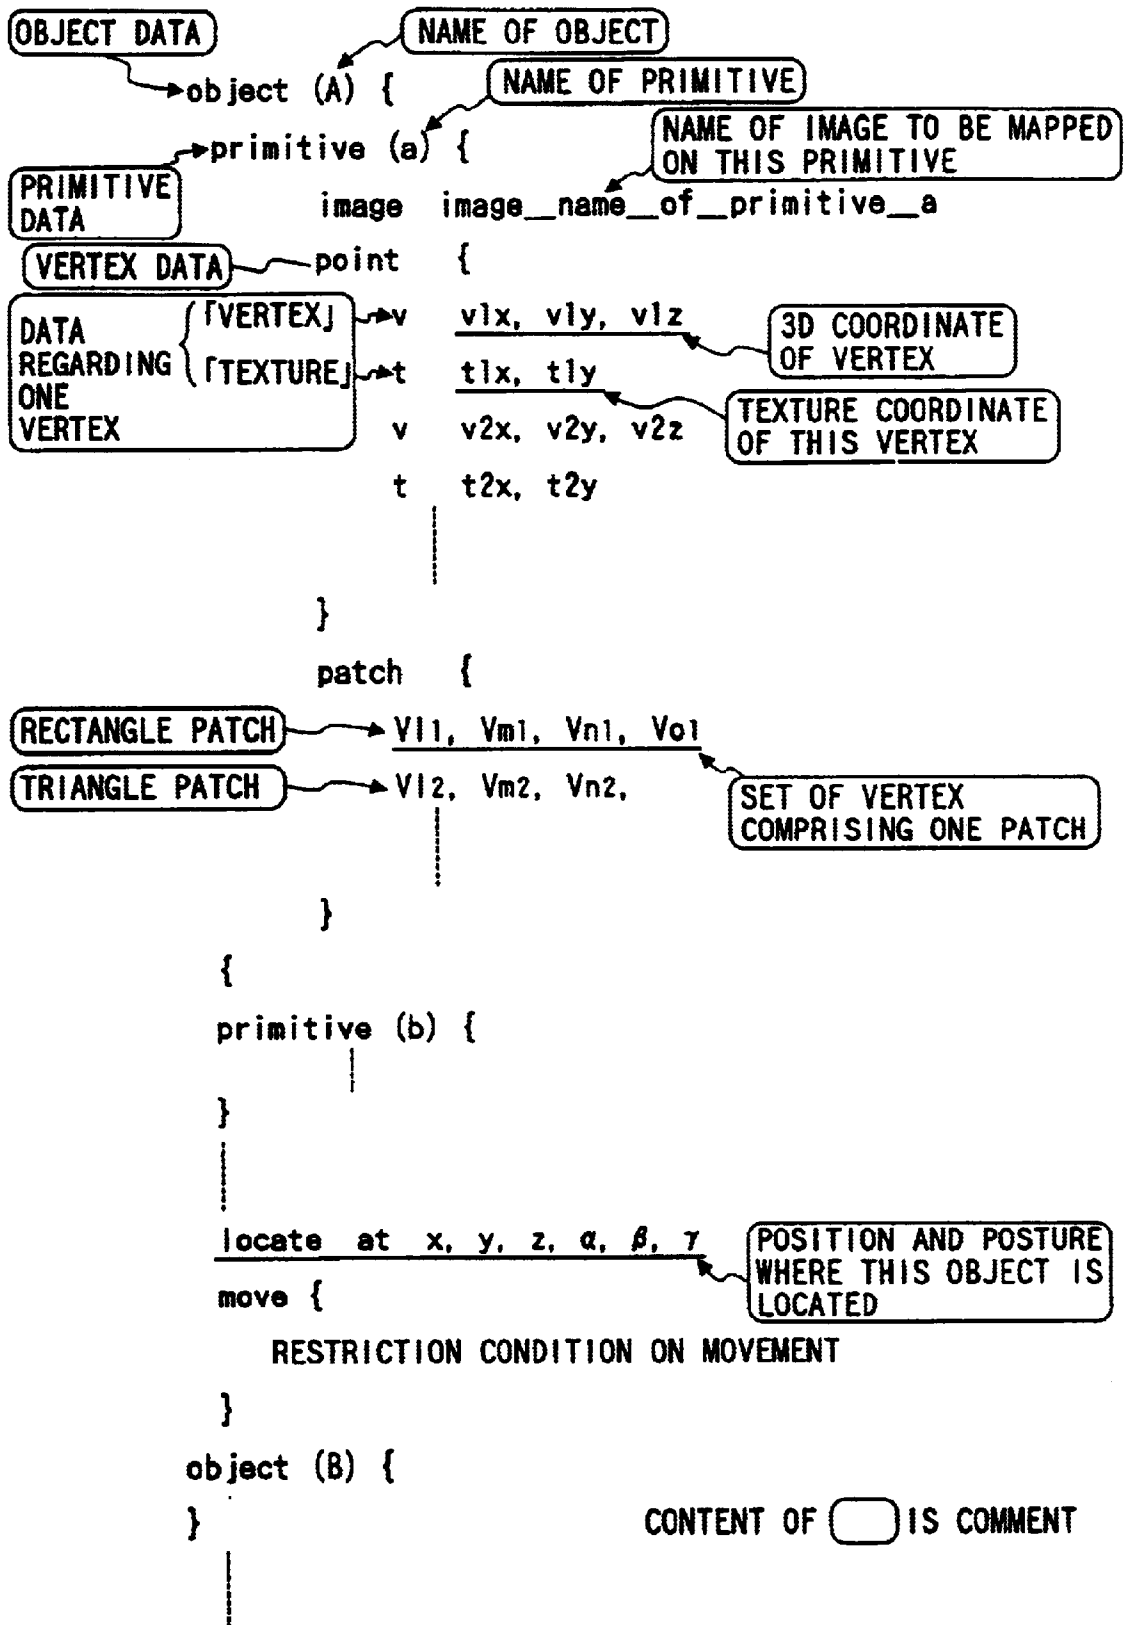 OBJECT DATA
NAME OF OBJECT
object (A) {
NAME OF PRIMITIVE
primitive (a) {
NAME OF IMAGE TO BE MAPPED
ON THIS PRIMITIVE
PRIMITIVE
DATA
image image__name__of__primitive__a
VERTEX DATA
point {
DATA
REGARDING
ONE
VERTEX
「VERTEX」
v v1x, v1y, v1z
3D COORDINATE
OF VERTEX
「TEXTURE」
t t1x, t1y
TEXTURE COORDINATE
OF THIS VERTEX
v v2x, v2y, v2z
t t2x, t2y
}
patch {
RECTANGLE PATCH
Vl1, Vm1, Vn1, Vo1
TRIANGLE PATCH
Vl2, Vm2, Vn2,
SET OF VERTEX
COMPRISING ONE PATCH
}
{
primitive (b) {
}
locate at x, y, z, α, β, γ
POSITION AND POSTURE
WHERE THIS OBJECT IS
LOCATED
move {
RESTRICTION CONDITION ON MOVEMENT
}
object (B) {
}
CONTENT OF IS COMMENT